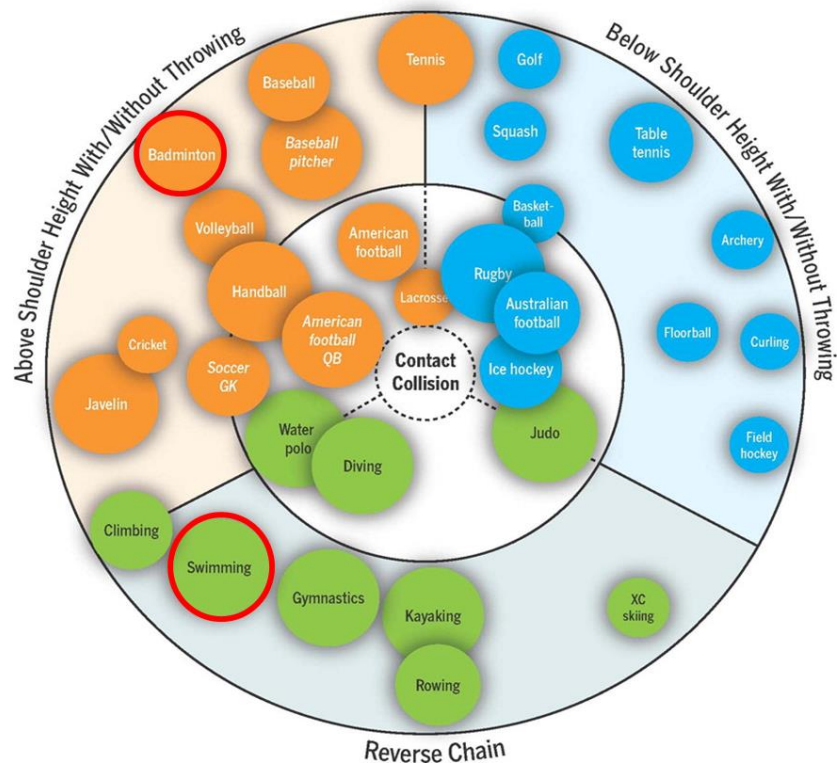 Above Shoulder Height With/Without Throwing
Below Shoulder Height With/Without Throwing
Tennis
Golf
Baseball
Squash
Table
tennis
Badminton
Baseball
pitcher
Volleyball
American
football
Basket-
ball
Archery
Handball
Rugby
Lacrosse
Australian
football
Cricket
American
football
QB
Floorball
Curling
Soccer
GK
Contact
Collision
Ice hockey
Javelin
Water
polo
Judo
Field
hockey
Diving
Climbing
Swimming
Gymnastics
Kayaking
XC
skiing
Rowing
Reverse Chain